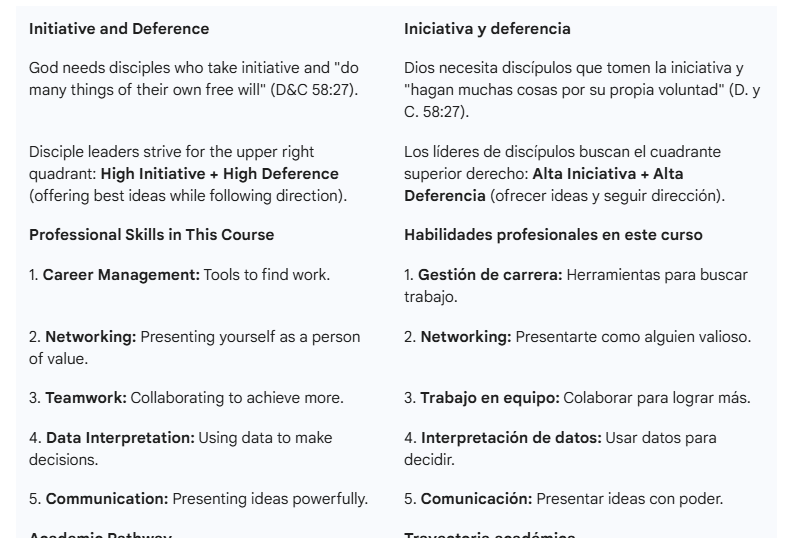 Initiative and Deference
Iniciativa y deferencia
God needs disciples who take initiative and "do
many things of their own free will" (D&C 58:27).
Dios necesita discípulos que tomen la iniciativa y
"hagan muchas cosas por su propia voluntad" (D. y
C. 58:27).
Disciple leaders strive for the upper right
quadrant: High Initiative + High Deference
(offering best ideas while following direction).
Los líderes de discípulos buscan el cuadrante
superior derecho: Alta Iniciativa + Alta
Deferencia (ofrecer ideas y seguir dirección).
Professional Skills in This Course
Habilidades profesionales en este curso
1. Career Management: Tools to find work.
1. Gestión de carrera: Herramientas para buscar
trabajo.
2. Networking: Presenting yourself as a person
of value.
2. Networking: Presentarte como alguien valioso.
3. Teamwork: Collaborating to achieve more.
3. Trabajo en equipo: Colaborar para lograr más.
4. Data Interpretation: Using data to make
decisions.
4. Interpretación de datos: Usar datos para
decidir.
5. Communication: Presenting ideas powerfully.
5. Comunicación: Presentar ideas con poder.
Academic Pathway
Trayectoria académica